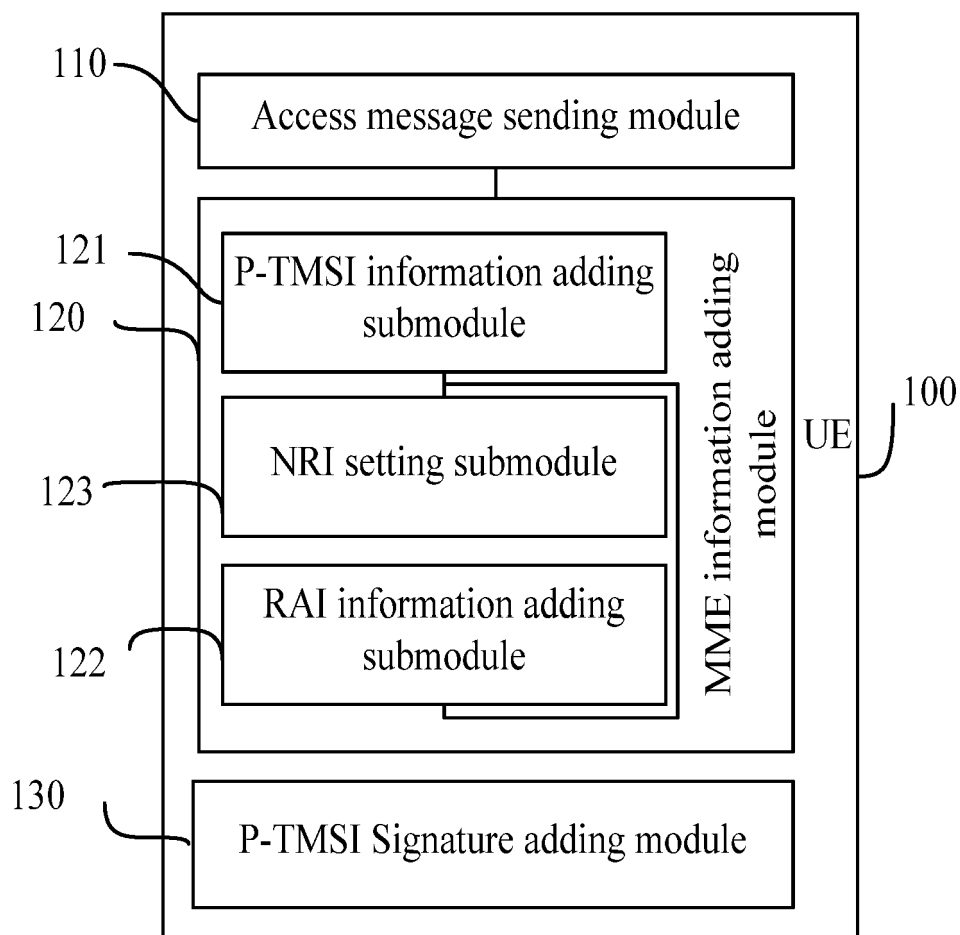 110
Access message sending module
121
P-TMSI information adding
submodule
120
MME information adding
module
100
UE
NRI setting submodule
123
RAI information adding
submodule
122
130
P-TMSI Signature adding module